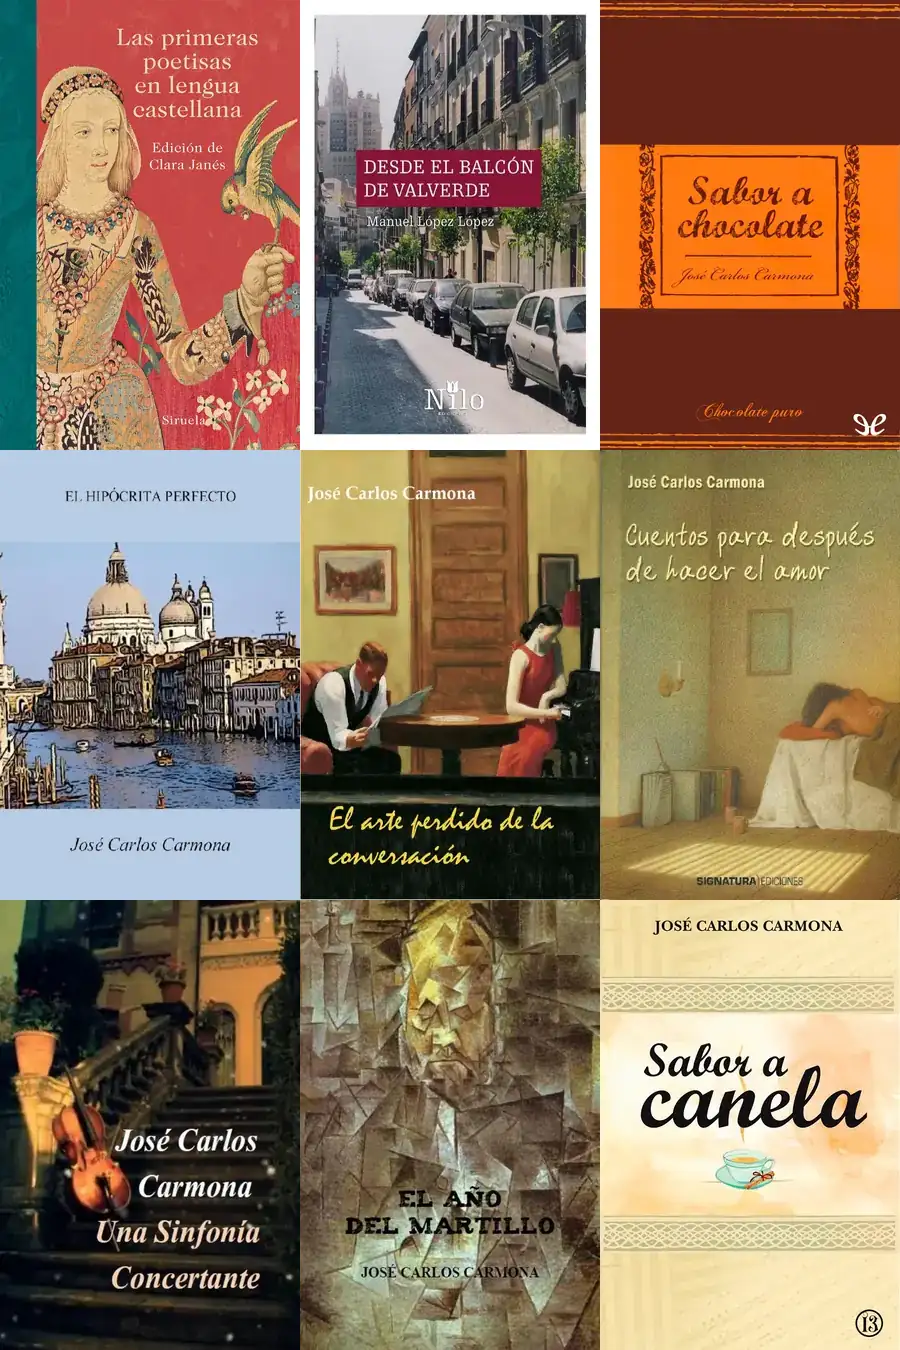 Las primeras
poetisas
en lengua
castellana
Edición de
Clara Janés
Siruela
DESDE EL BALCÓN
DE VALVERDE
Manuel López López
Nilo
Sabor a
chocolate
José Carlos Carmona
Chocolate puro
EL HIPÓCRITA PERFECTO
José Carlos Carmona
José Carlos Carmona
El arte perdido de la
conversación
José Carlos Carmona
Cuentos para después
de hacer el amor
SIGNATURA EDICIONES
José Carlos
Carmona
Una Sinfonía
Concertante
EL AÑO
DEL MARTILLO
JOSÉ CARLOS CARMONA
JOSÉ CARLOS CARMONA
Sabor a
canela
13